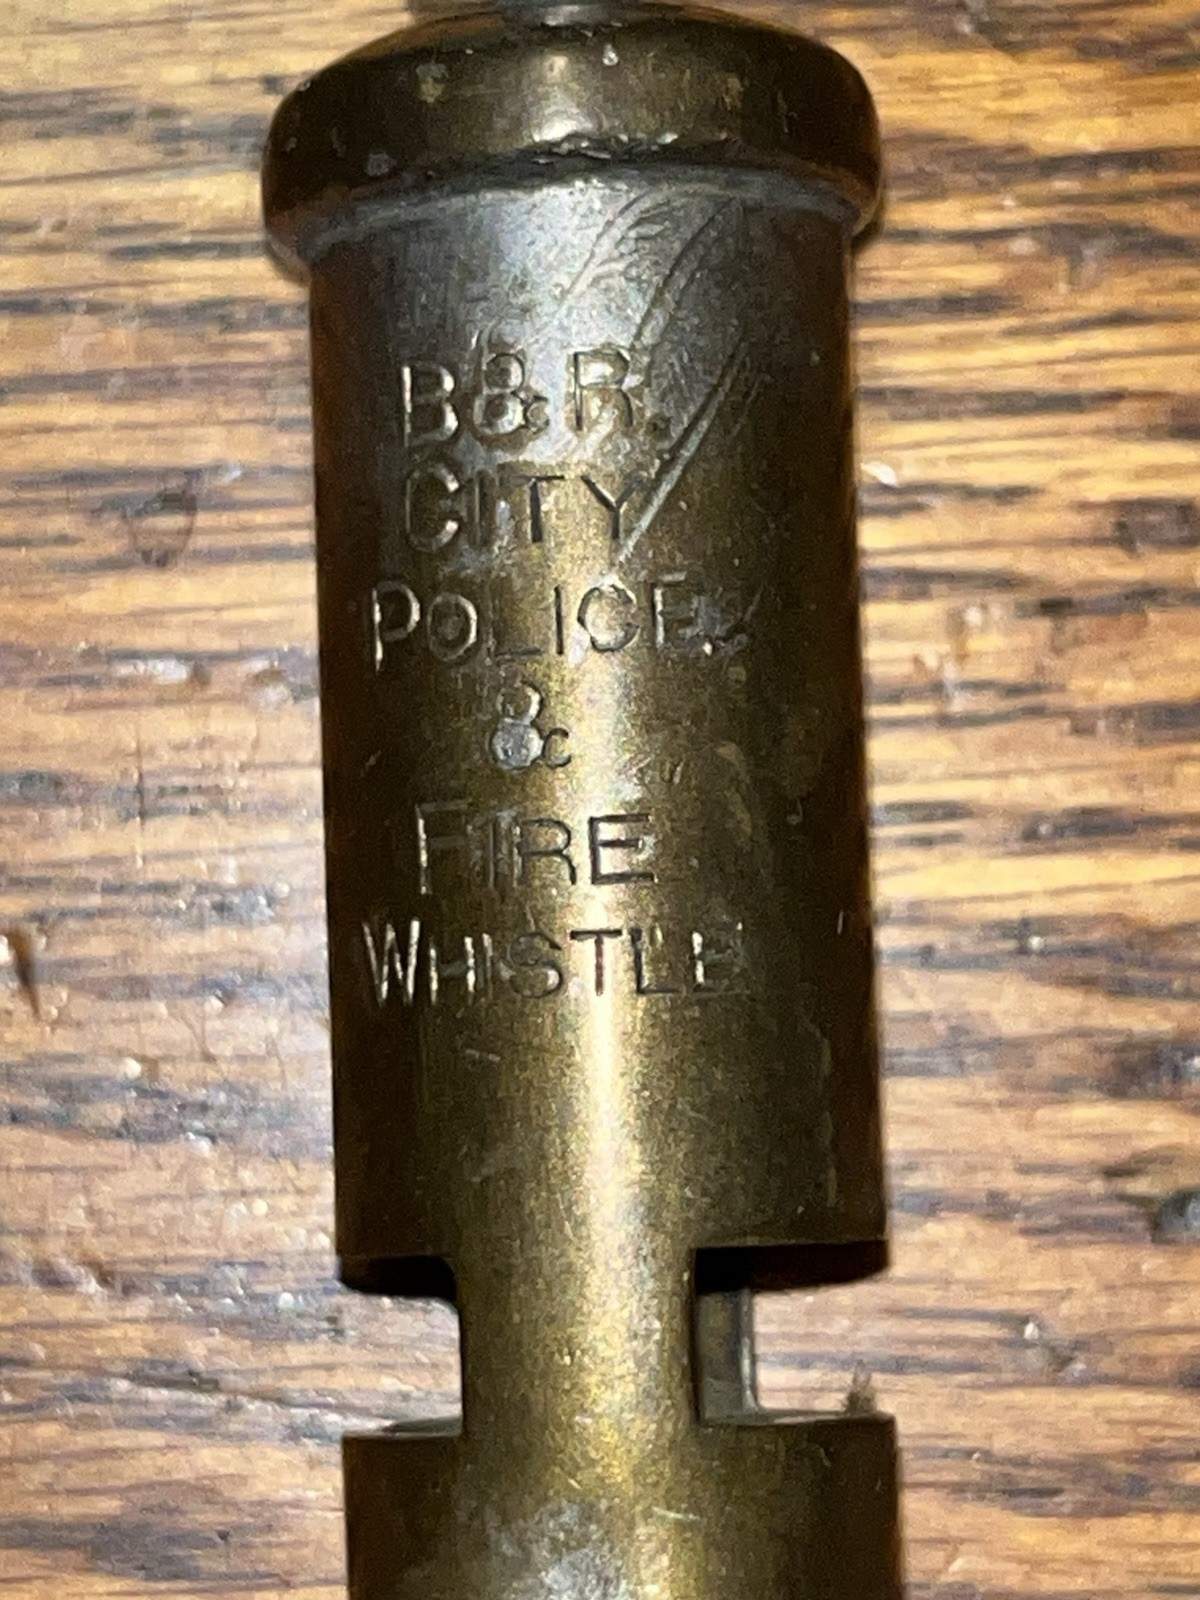 B&R.
CITY
POLICE
&
FIRE
WHISTLE